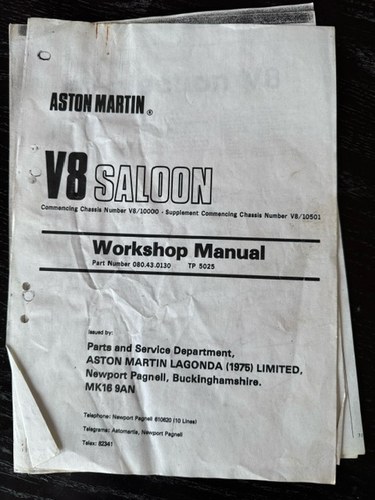 ASTON MARTIN ®
V8 SALOON
Commencing Chassis Number V8/10000 - Supplement Commencing Chassis Number V8/10501
Workshop Manual
Part Number 080.43.0130 TP 5025
Issued by:
Parts and Service Department,
ASTON MARTIN LAGONDA (1975) LIMITED,
Newport Pagnell, Buckinghamshire.
MK16 9AN
Telephone: Newport Pagnell 610620 (10 Lines)
Telegrams: Astomartia, Newport Pagnell
Telex: 82341